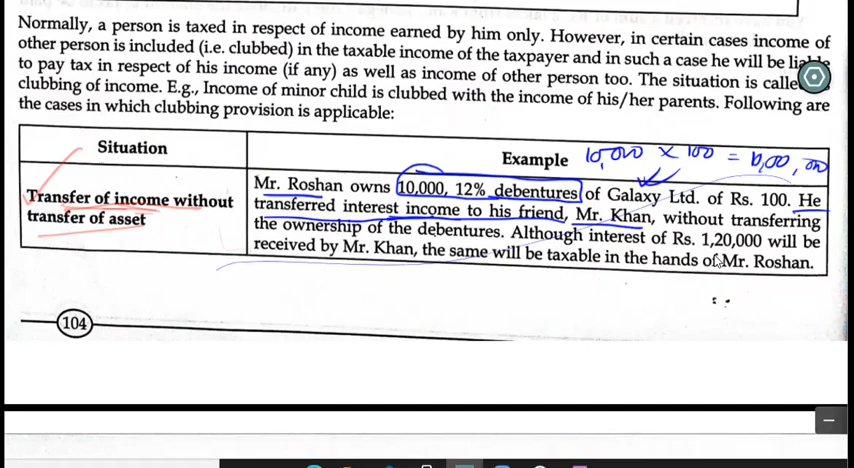 Normally, a person is taxed in respect of income earned by him only. However, in certain cases income of
other person is included (i.e. clubbed) in the taxable income of the taxpayer and in such a case he will be liable
to pay tax in respect of his income (if any) as well as income of other person too. The situation is called
clubbing of income. E.g., Income of minor child is clubbed with the income of his/her parents. Following are
the cases in which clubbing provision is applicable:
Situation
Example 10,000 x 100 = 10,00,000
Transfer of income without
transfer of asset
Mr. Roshan owns 10,000, 12% debentures of Galaxy Ltd. of Rs. 100. He
transferred interest income to his friend, Mr. Khan, without transferring
the ownership of the debentures. Although interest of Rs. 1,20,000 will be
received by Mr. Khan, the same will be taxable in the hands of Mr. Roshan.
104